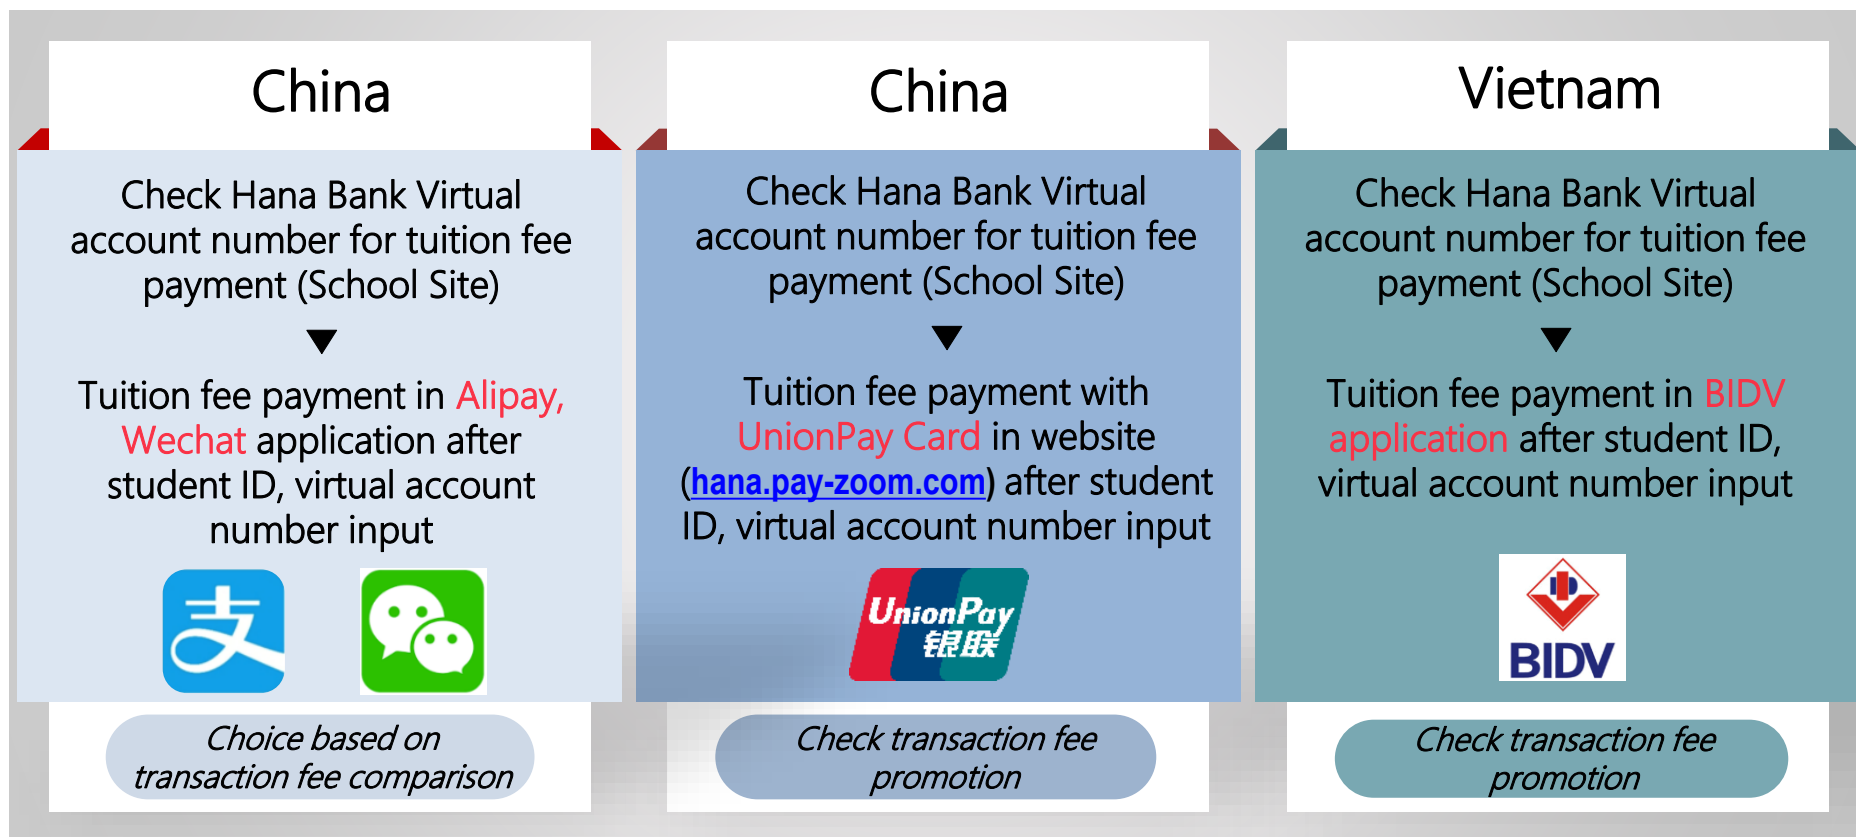 China
Check Hana Bank Virtual
account number for tuition fee
payment (School Site)
▼
Tuition fee payment in Alipay,
Wechat application after
student ID, virtual account
number input
支
Choice based on
transaction fee comparison
China
Check Hana Bank Virtual
account number for tuition fee
payment (School Site)
▼
Tuition fee payment with
UnionPay Card in website
(hana.pay-zoom.com) after student
ID, virtual account number input
UnionPay
银联
Check transaction fee
promotion
Vietnam
Check Hana Bank Virtual
account number for tuition fee
payment (School Site)
▼
Tuition fee payment in BIDV
application after student ID,
virtual account number input
BIDV
Check transaction fee
promotion